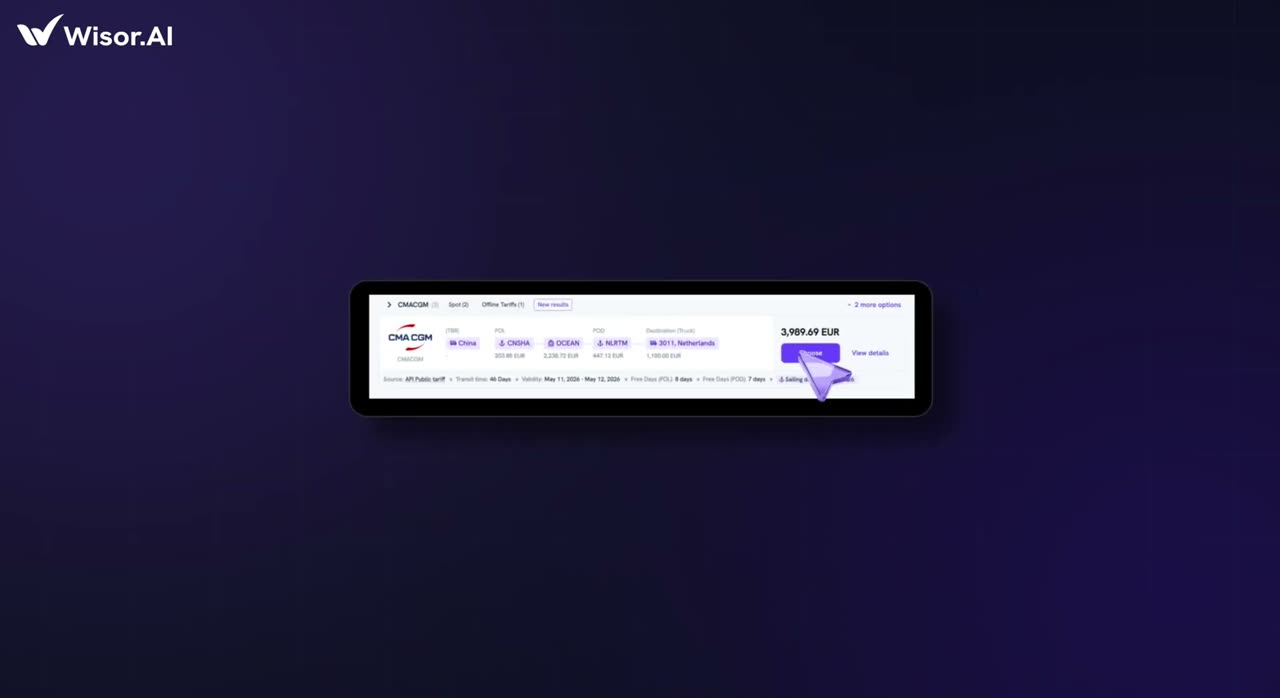 Wisor.AI
CMACGM (3) Spot (2) Offline Tariffs (1) New results 2 more options
(TBR) POL POD Destination (Truck) 3,989.69 EUR
CMA CGM China CNSHA OCEAN NLRTM 3011, Netherlands
CMACGM 203.85 EUR 2,238.72 EUR 447.12 EUR 1,100.00 EUR View details
Source: API Public tariff Transit time: 46 Days Validity: May 11, 2026 - May 12, 2026 Free Days (POL) 8 days Free Days (POD) 7 days Sailing